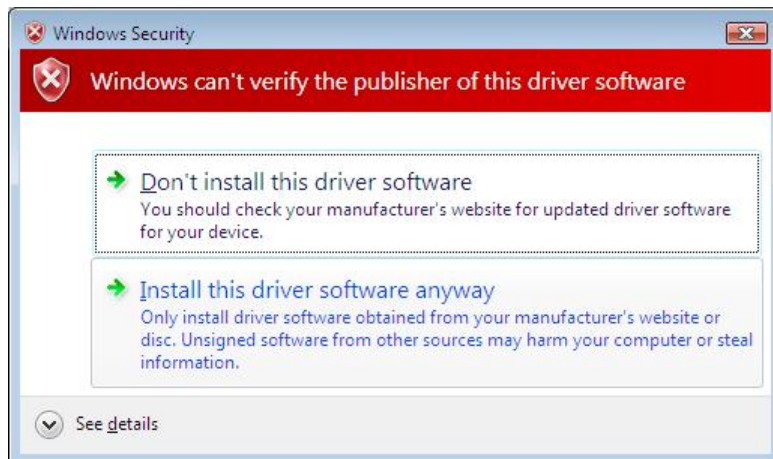 Windows Security
Windows can't verify the publisher of this driver software
Don't install this driver software
You should check your manufacturer's website for updated driver software
for your device.
Install this driver software anyway
Only install driver software obtained from your manufacturer's website or
disc. Unsigned software from other sources may harm your computer or steal
information.
See details